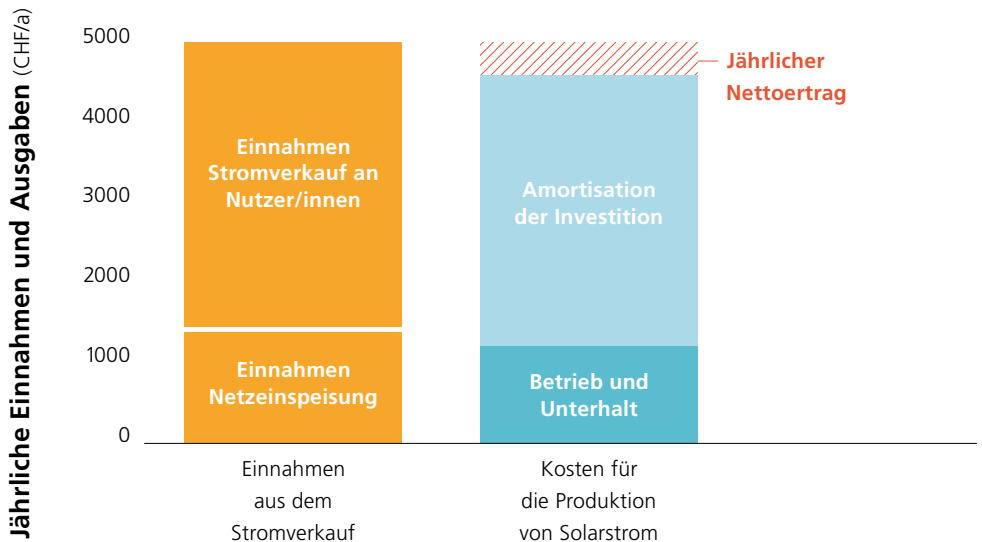 Jährliche Einnahmen und Ausgaben (CHF/a)
5000
4000
3000
2000
1000
0
Einnahmen
Stromverkauf an
Nutzer/innen
Einnahmen
Netzeinspeisung
Jährlicher
Nettoertrag
Amortisation
der Investition
Betrieb und
Unterhalt
Einnahmen
aus dem
Stromverkauf
Kosten für
die Produktion
von Solarstrom